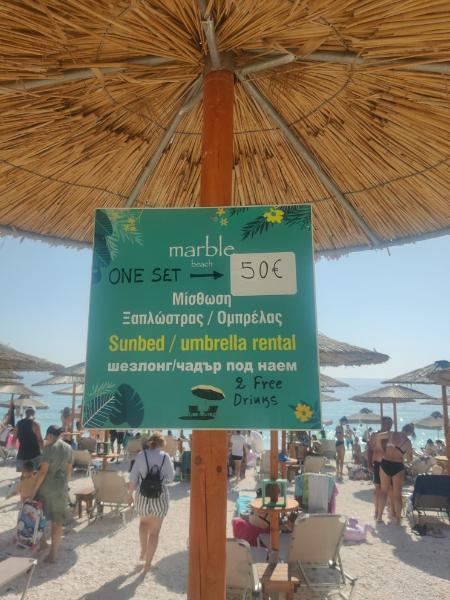 marble
beach
ONE SET → 50€
Μίσθωση
Ξαπλώστρας / Ομπρέλας
Sunbed / umbrella rental
шезлонг/чадър под наем
2 Free
Drinks